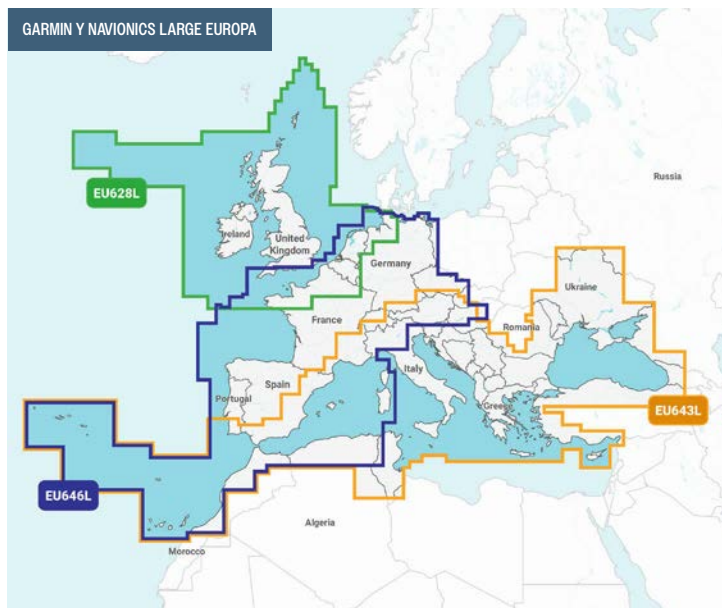 GARMIN Y NAVIONICS LARGE EUROPA
Russia
EU628L
Ireland
United
Kingdom
Germany
Ukraine
France
Romania
Italy
Spain
Portugal
Greece
EU643L
EU646L
Algeria
Morocco